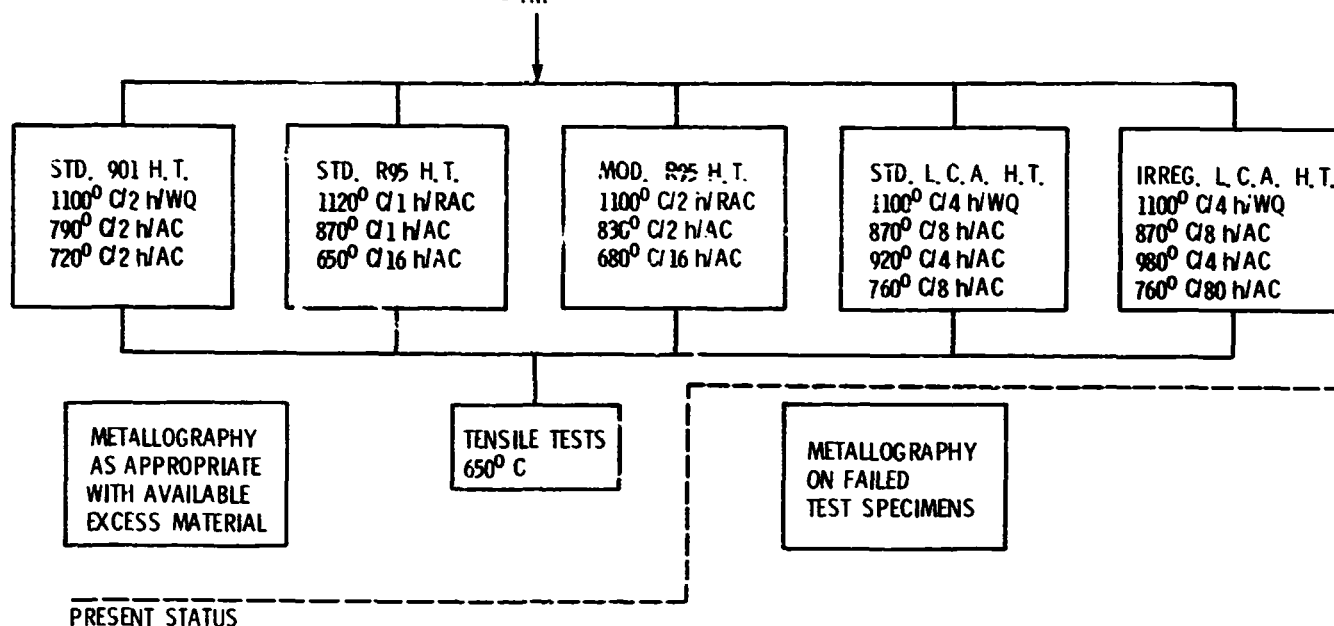 STD. 901 H.T.
1100⁰ C/2 h/WQ
790⁰ C/2 h/AC
720⁰ C/2 h/AC
STD. R95 H.T.
1120⁰ C/1 h/RAC
870⁰ C/1 h/AC
650⁰ C/16 h/AC
MOD. R95 H.T.
1100⁰ C/2 h/RAC
830⁰ C/2 h/AC
680⁰ C/16 h/AC
STD. L.C.A. H.T.
1100⁰ C/4 h/WQ
870⁰ C/8 h/AC
920⁰ C/4 h/AC
760⁰ C/8 h/AC
IRREG. L.C.A. H.T.
1100⁰ C/4 h/WQ
870⁰ C/8 h/AC
980⁰ C/4 h/AC
760⁰ C/80 h/AC
METALLOGRAPHY
AS APPROPRIATE
WITH AVAILABLE
EXCESS MATERIAL
TENSILE TESTS
650⁰ C
METALLOGRAPHY
ON FAILED
TEST SPECIMENS
PRESENT STATUS